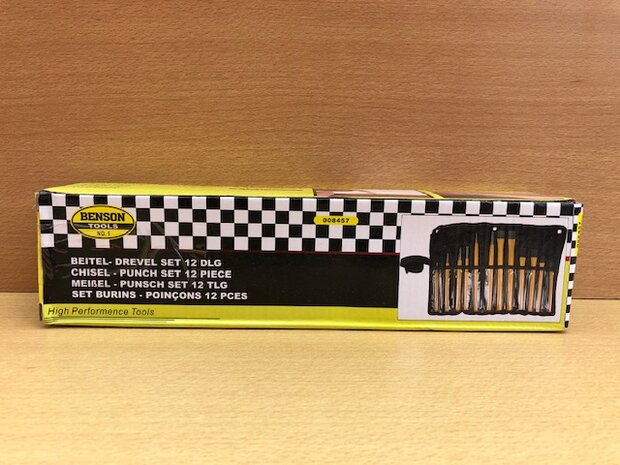 BENSON
TOOLS
NO.1
008457
BEITEL- DREVEL SET 12 DLG
CHISEL - PUNCH SET 12 PIECE
MEIßEL - PUNSCH SET 12 TLG
SET BURINS - POINÇONS 12 PCES
High Performance Tools